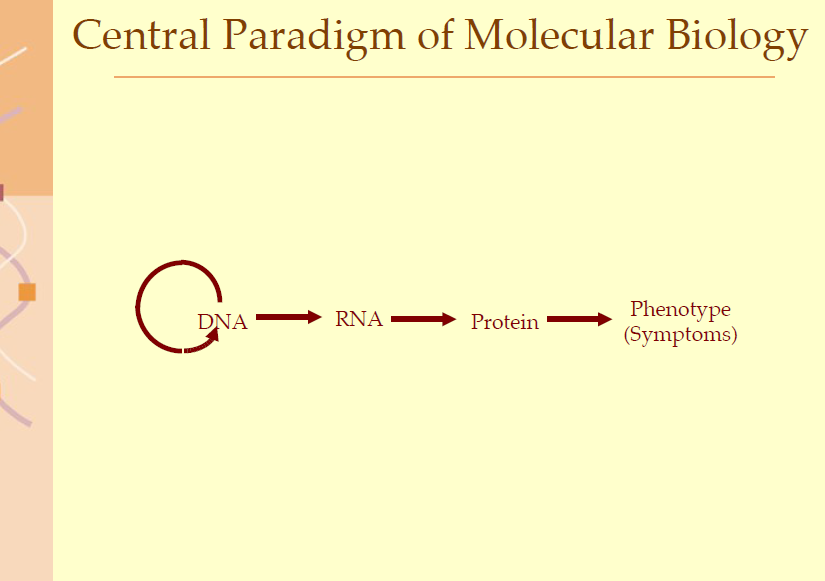 Central Paradigm of Molecular Biology
DNA
RNA
Protein
Phenotype
(Symptoms)